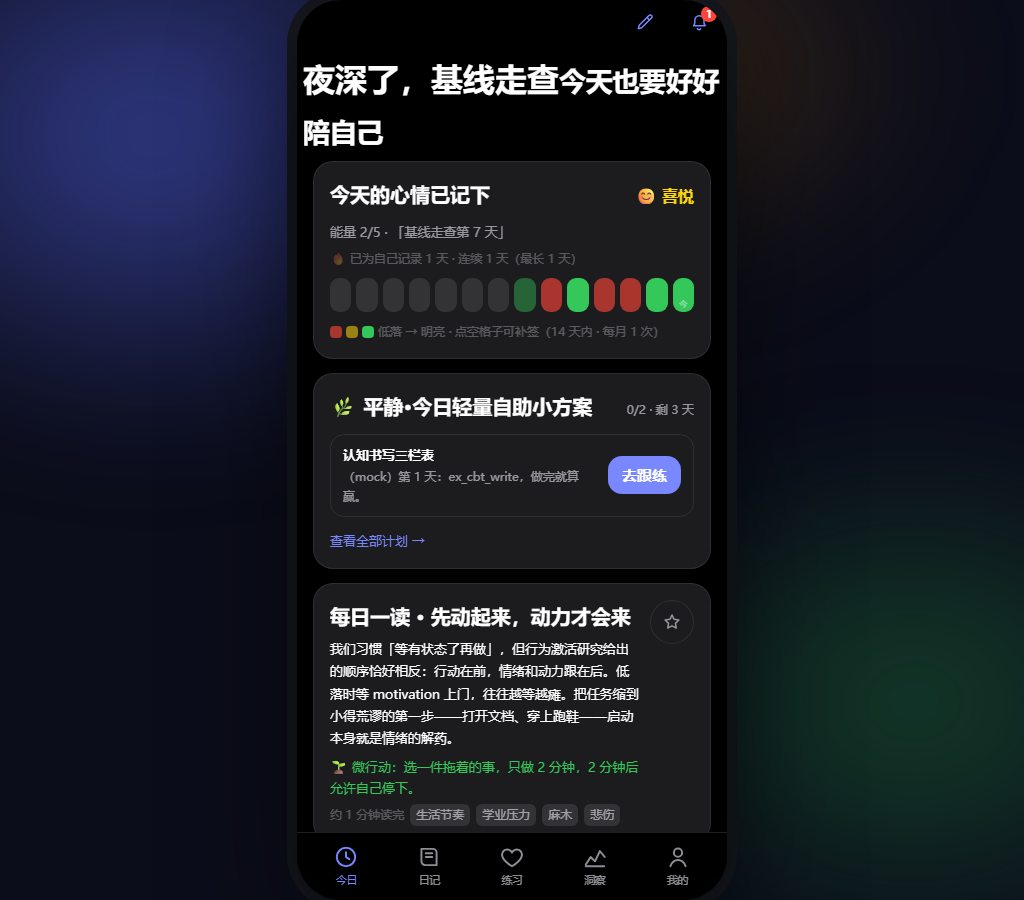 1
夜深了，基线走查今天也要好好
陪自己
今天的心情已记下
😊 喜悦
能量 2/5 ·「基线走查第 7 天」
已为自己记录 1 天 · 连续 1 天（最长 1 天）
今
低落 → 明亮 · 点空格子可补签（14 天内 · 每月 1 次）
🌿 平静•今日轻量自助小方案
0/2 · 剩 3 天
认知书写三栏表
（mock）第 1 天：ex_cbt_write，做完就算
赢。
去跟练
查看全部计划 →
每日一读 • 先动起来，动力才会来
我们习惯「等有状态了再做」，但行为激活研究给出
的顺序恰好相反：行动在前，情绪和动力跟在后。低
落时等 motivation 上门，往往越等越瘫。把任务缩到
小得荒谬的第一步——打开文档、穿上跑鞋——启动
本身就是情绪的解药。
🌱 微行动：选一件拖着的事，只做 2 分钟，2 分钟后
允许自己停下。
约 1 分钟读完 生活节奏 学业压力 麻木 悲伤
今日 日记 练习 洞察 我的